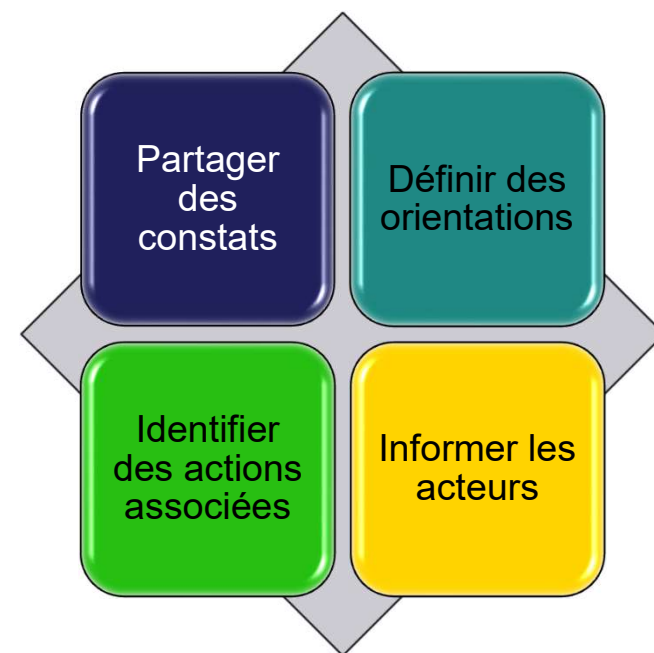 Partager
des
constats
Définir des
orientations
Identifier
des actions
associées
Informer les
acteurs